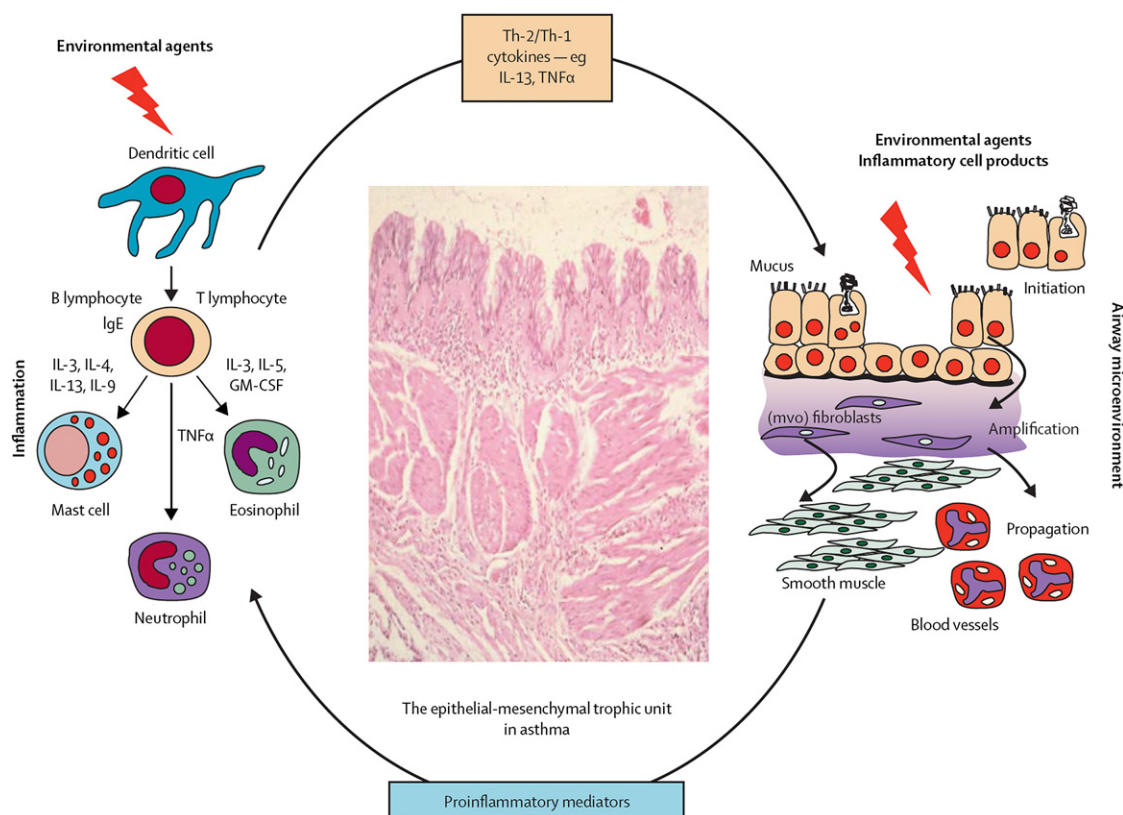 Environmental agents
Dendritic cell
B lymphocyte
T lymphocyte
IgE
IL-3, IL-4,
IL-13, IL-9
IL-3, IL-5,
GM-CSF
TNFα
Inflammation
Mast cell
Eosinophil
Neutrophil
Th-2/Th-1
cytokines — eg
IL-13, TNFα
The epithelial-mesenchymal trophic unit
in asthma
Proinflammatory mediators
Environmental agents
Inflammatory cell products
Mucus
Initiation
Airway microenvironment
(mvo) fibroblasts
Amplification
Propagation
Smooth muscle
Blood vessels